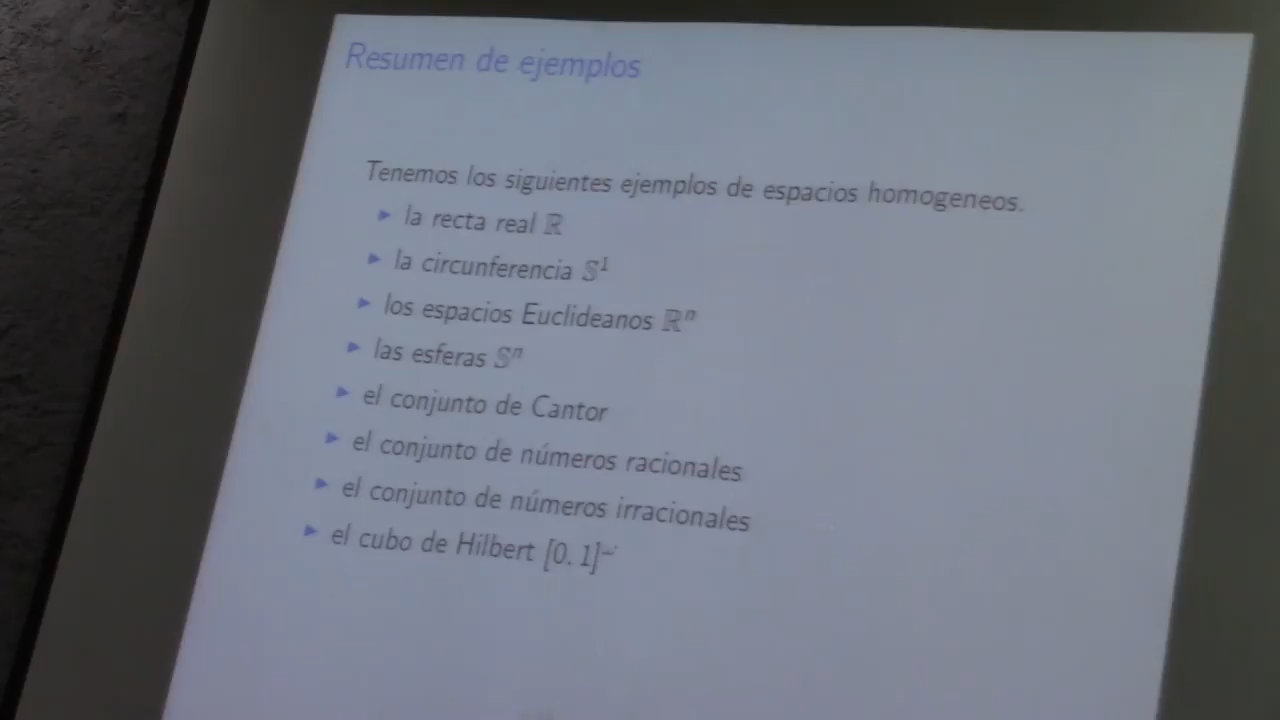 Resumen de ejemplos
Tenemos los siguientes ejemplos de espacios homogeneos.
▶ la recta real ℝ
▶ la circunferencia 𝕊¹
▶ los espacios Euclideanos ℝⁿ
▶ las esferas 𝕊ⁿ
▶ el conjunto de Cantor
▶ el conjunto de números racionales
▶ el conjunto de números irracionales
▶ el cubo de Hilbert [0, 1]^ω